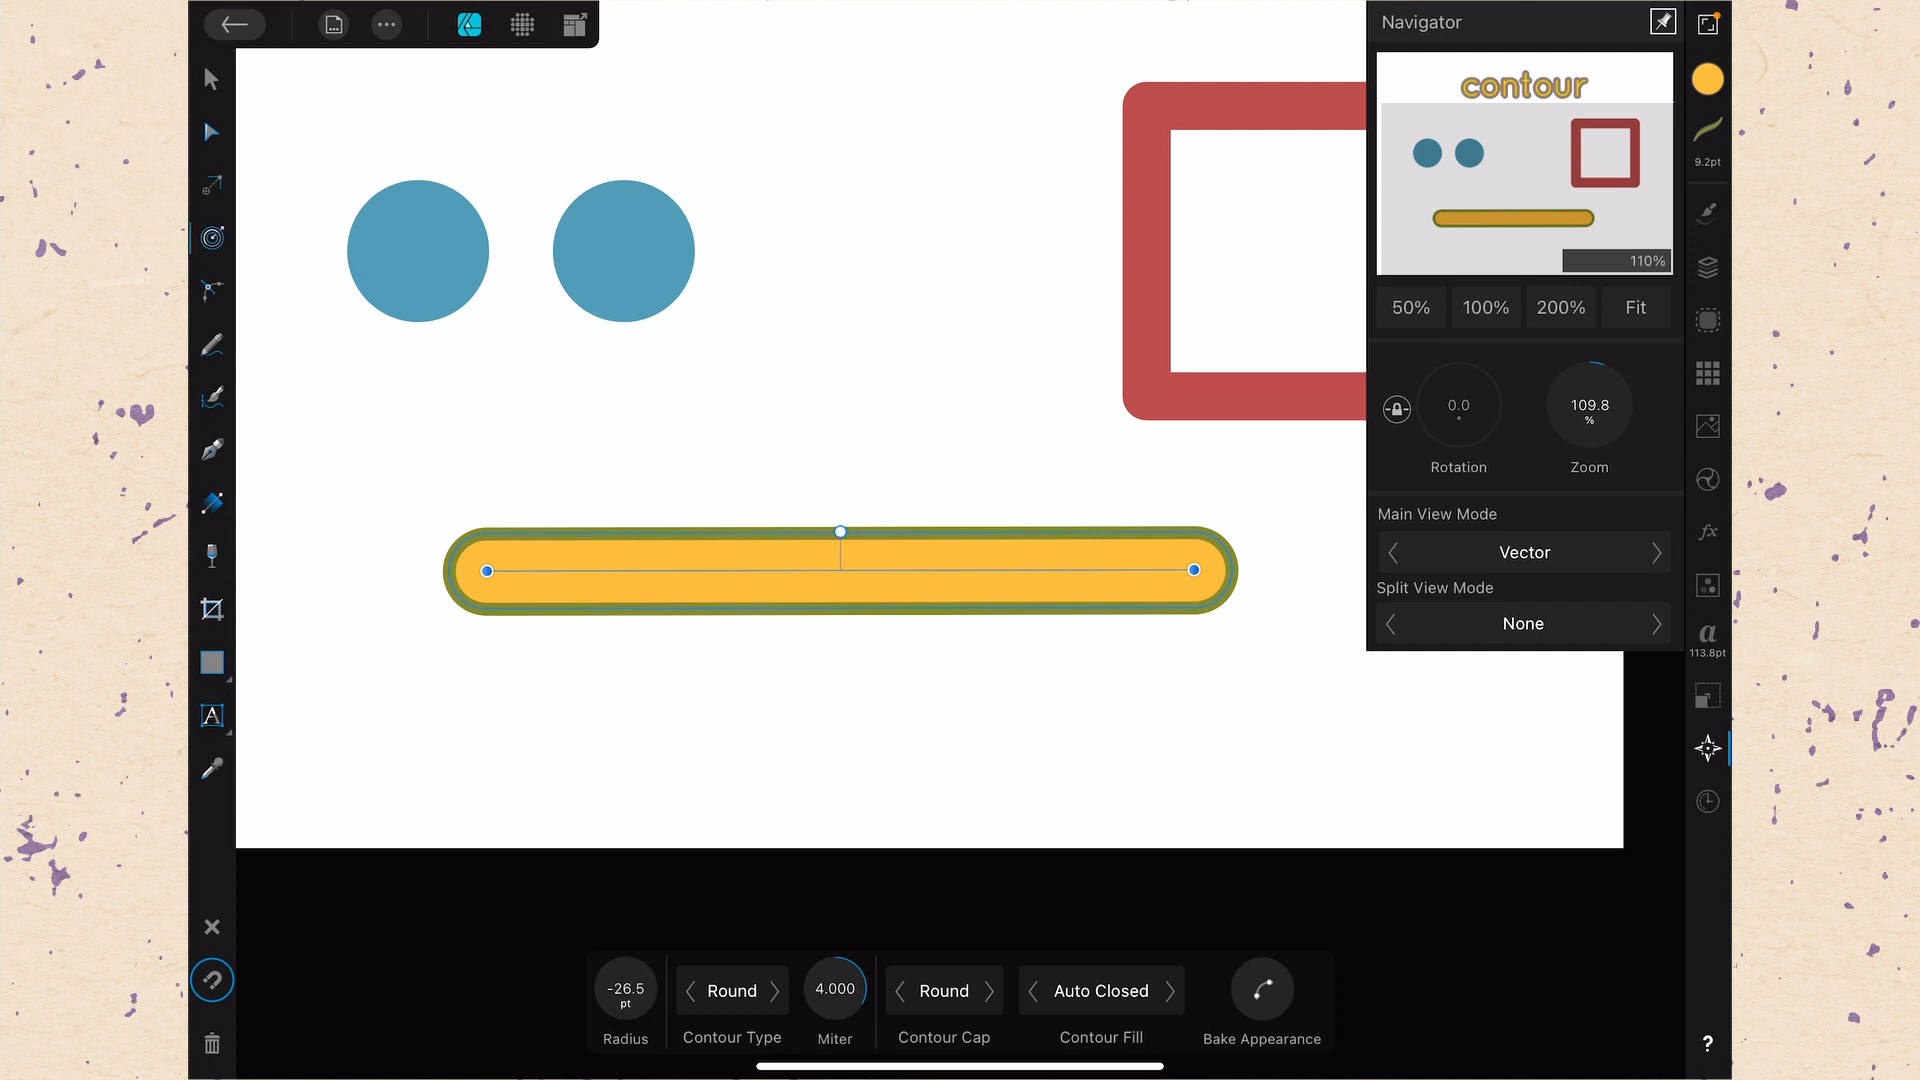 Navigator
contour
9.2pt
110%
50% 100% 200% Fit
0.0
°
109.8
%
Rotation Zoom
Main View Mode
Vector
Split View Mode
None
fx
a
113.8pt
A
-26.5
pt
Round 4.000 Round Auto Closed
Radius Contour Type Miter Contour Cap Contour Fill Bake Appearance
?